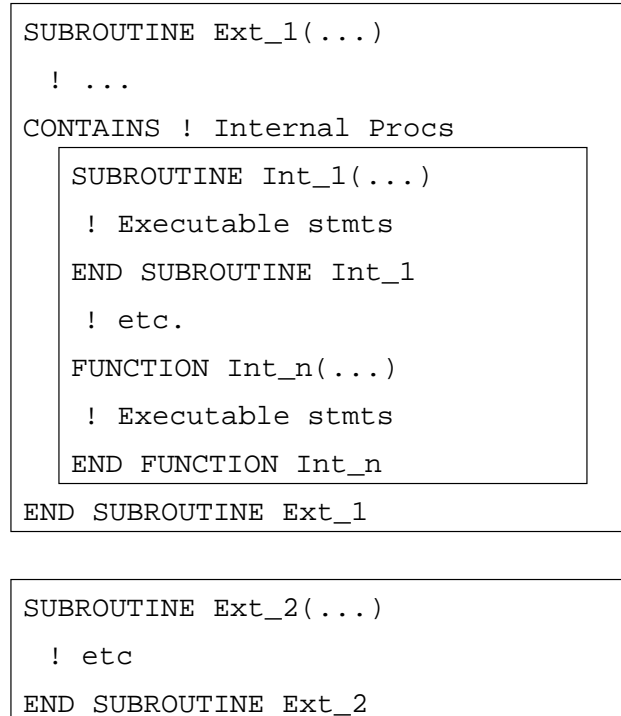 SUBROUTINE Ext_1(...)
! ...
CONTAINS ! Internal Procs
SUBROUTINE Int_1(...)
! Executable stmts
END SUBROUTINE Int_1
! etc.
FUNCTION Int_n(...)
! Executable stmts
END FUNCTION Int_n
END SUBROUTINE Ext_1
SUBROUTINE Ext_2(...)
! etc
END SUBROUTINE Ext_2